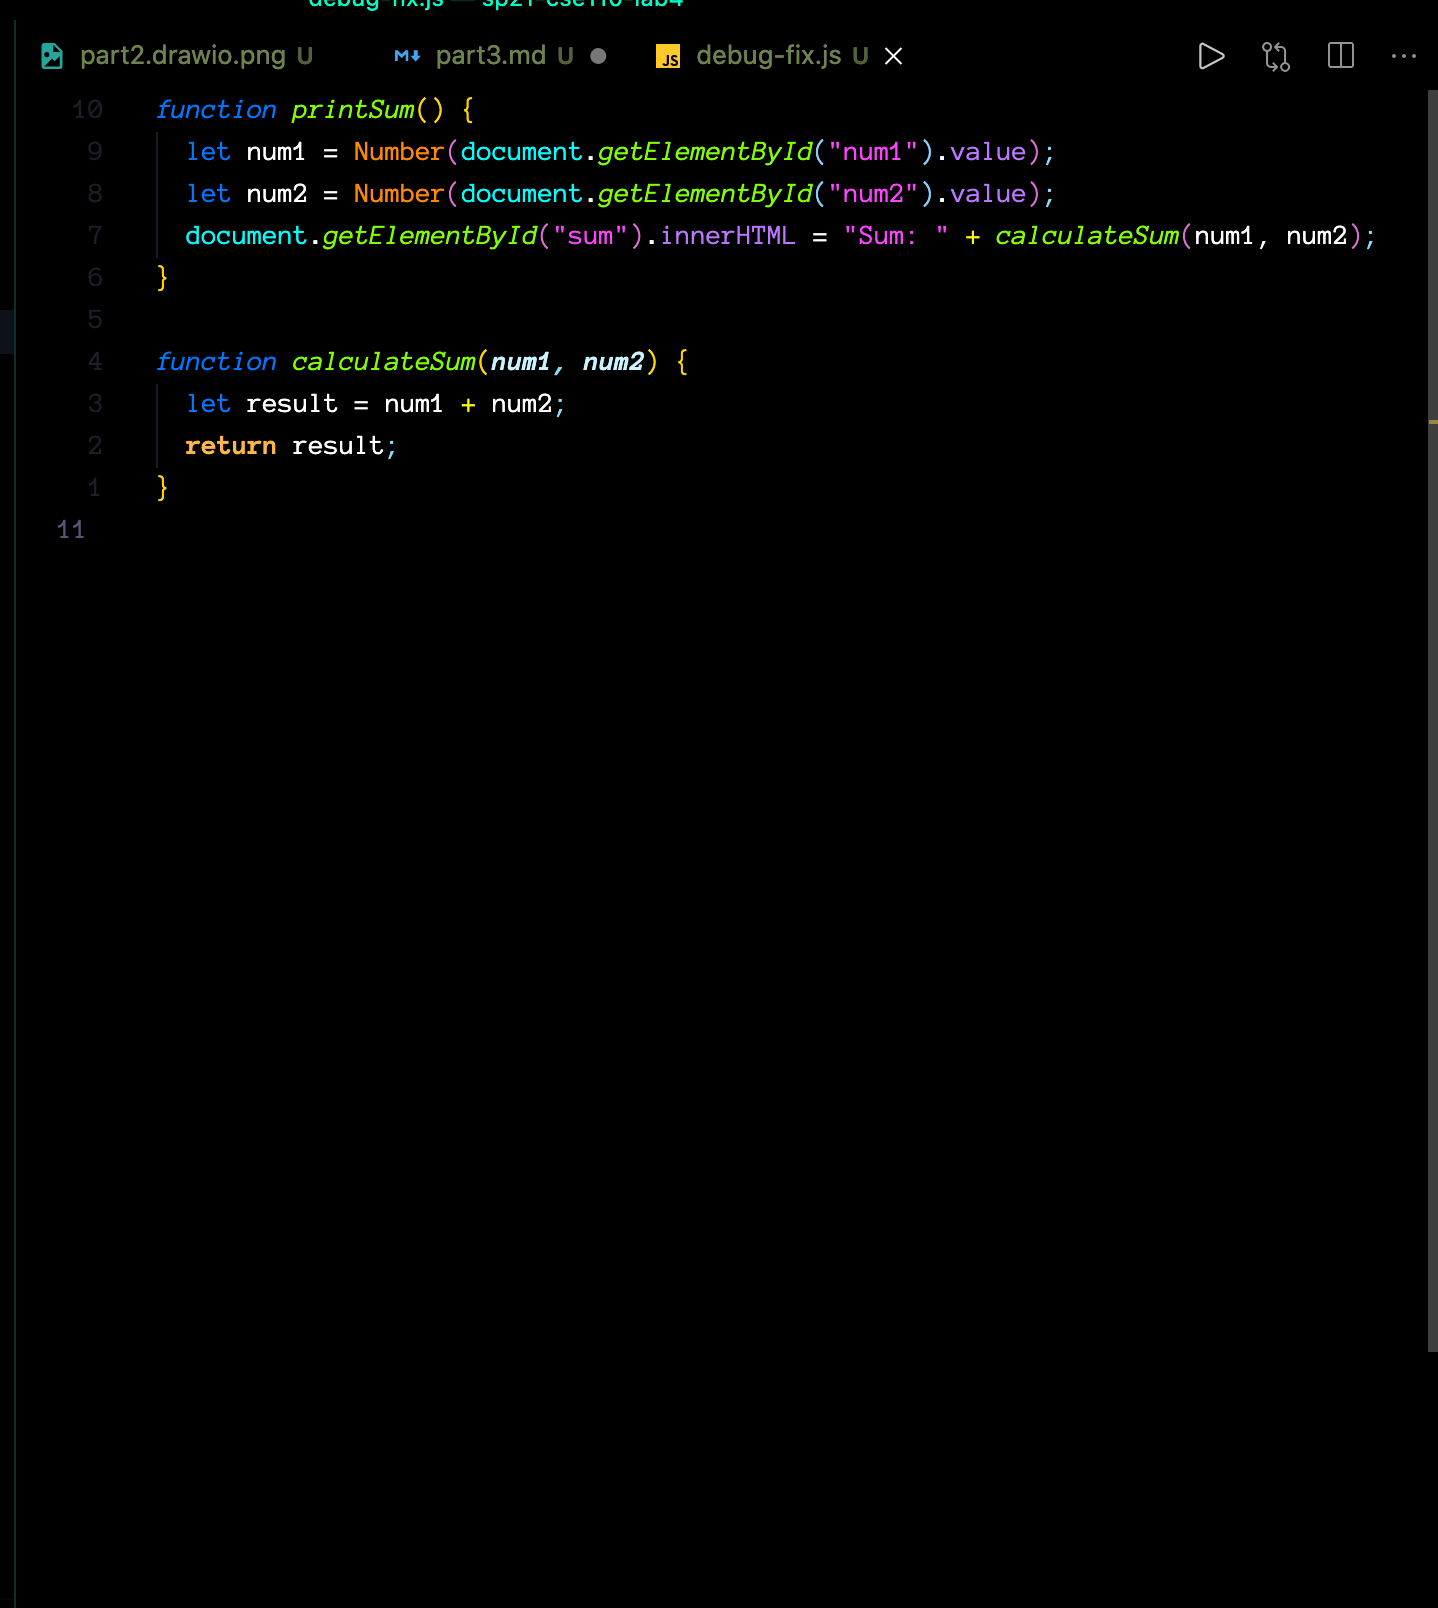 debug-fix.js — sp21-cse110-lab4
part2.drawio.png U part3.md U JS debug-fix.js U
10 function printSum() {
9 let num1 = Number(document.getElementById("num1").value);
8 let num2 = Number(document.getElementById("num2").value);
7 document.getElementById("sum").innerHTML = "Sum: " + calculateSum(num1, num2);
6 }
5
4 function calculateSum(num1, num2) {
3 let result = num1 + num2;
2 return result;
1 }
11